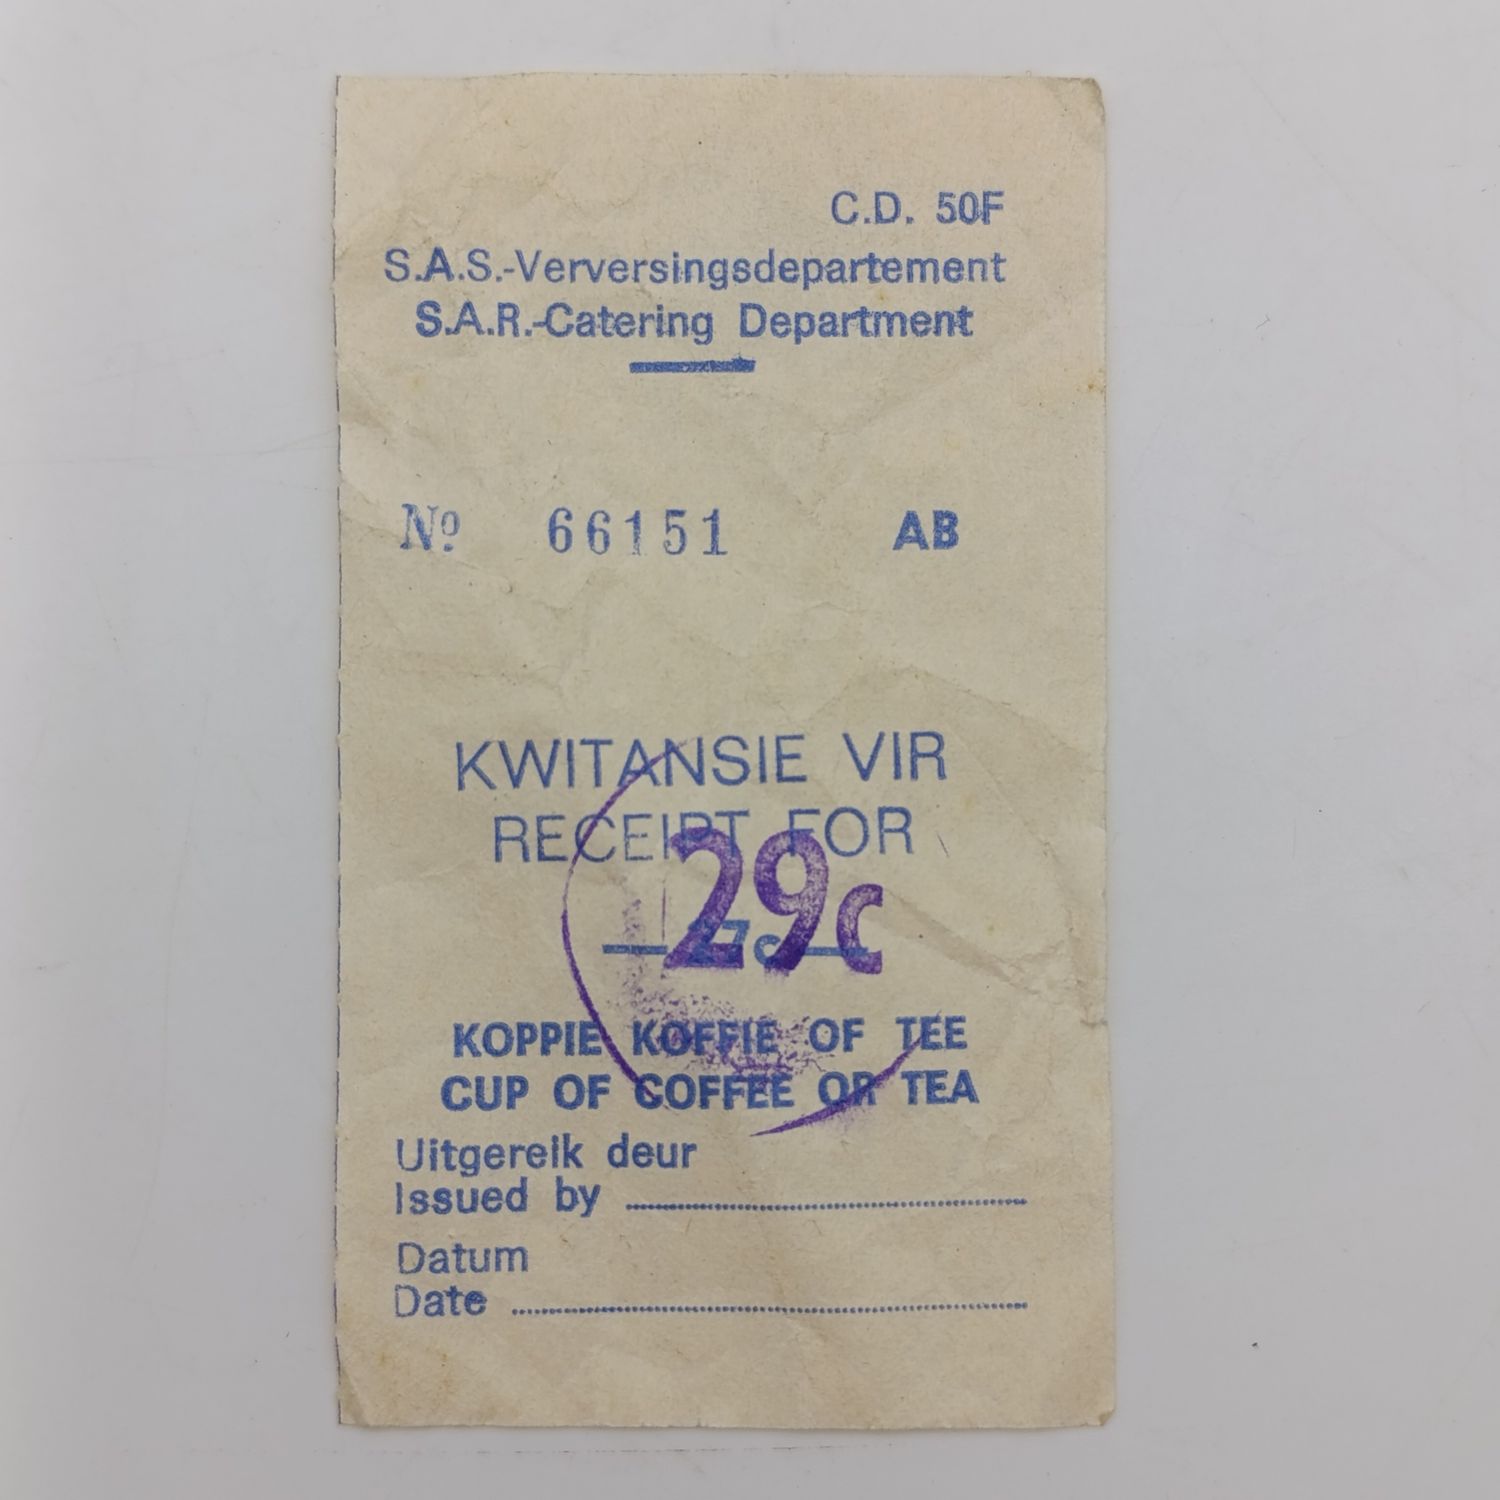 C.D. 50F
S.A.S.-Verversingsdepartement
S.A.R.-Catering Department
No 66151 AB
KWITANSIE VIR
RECEIPT FOR
29c
KOPPIE KOFFIE OF TEE
CUP OF COFFEE OR TEA
Uitgereik deur
Issued by
Datum
Date